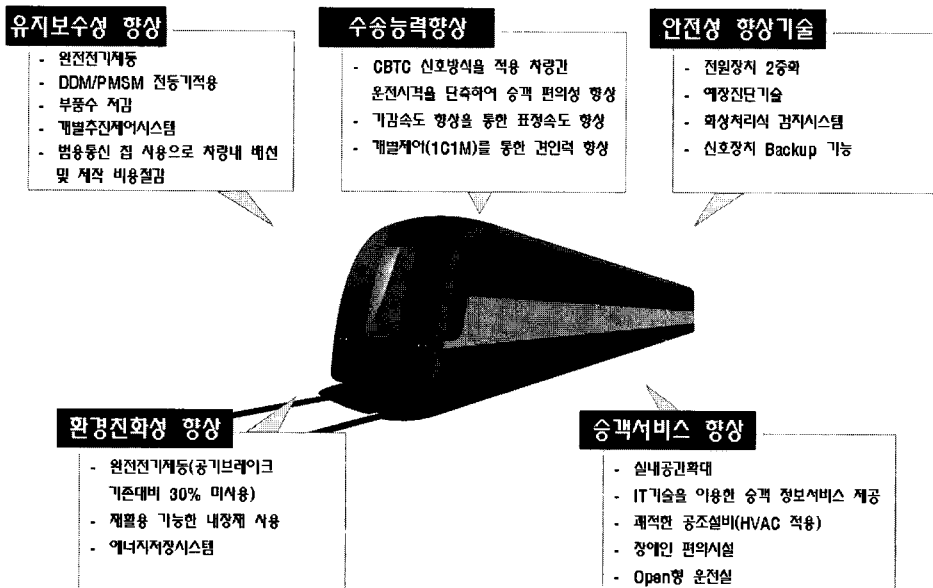 유지보수성 향상
- 완전전기제동
- DDM/PMSM 전동기적용
- 부품수 저감
- 개별추진제어시스템
- 범용통신 칩 사용으로 차량내 배선
및 제작 비용절감
수송능력향상
- CBTC 신호방식을 적용 차량간
운전시격을 단축하여 승객 편의성 향상
- 가감속도 향상을 통한 표정속도 향상
- 개별제어(1C1M)를 통한 견인력 향상
안전성 향상기술
- 전원장치 2중화
- 예장진단기술
- 화상처리식 감지시스템
- 신호장치 Backup 기능
환경친화성 향상
- 완전전기제동(공기브레이크
기존대비 30% 미사용)
- 재활용 가능한 내장재 사용
- 에너지저장시스템
승객서비스 향상
- 실내공간확대
- IT기술을 이용한 승객 정보서비스 제공
- 쾌적한 공조설비(HVAC 적용)
- 장애인 편의시설
- Open형 운전실